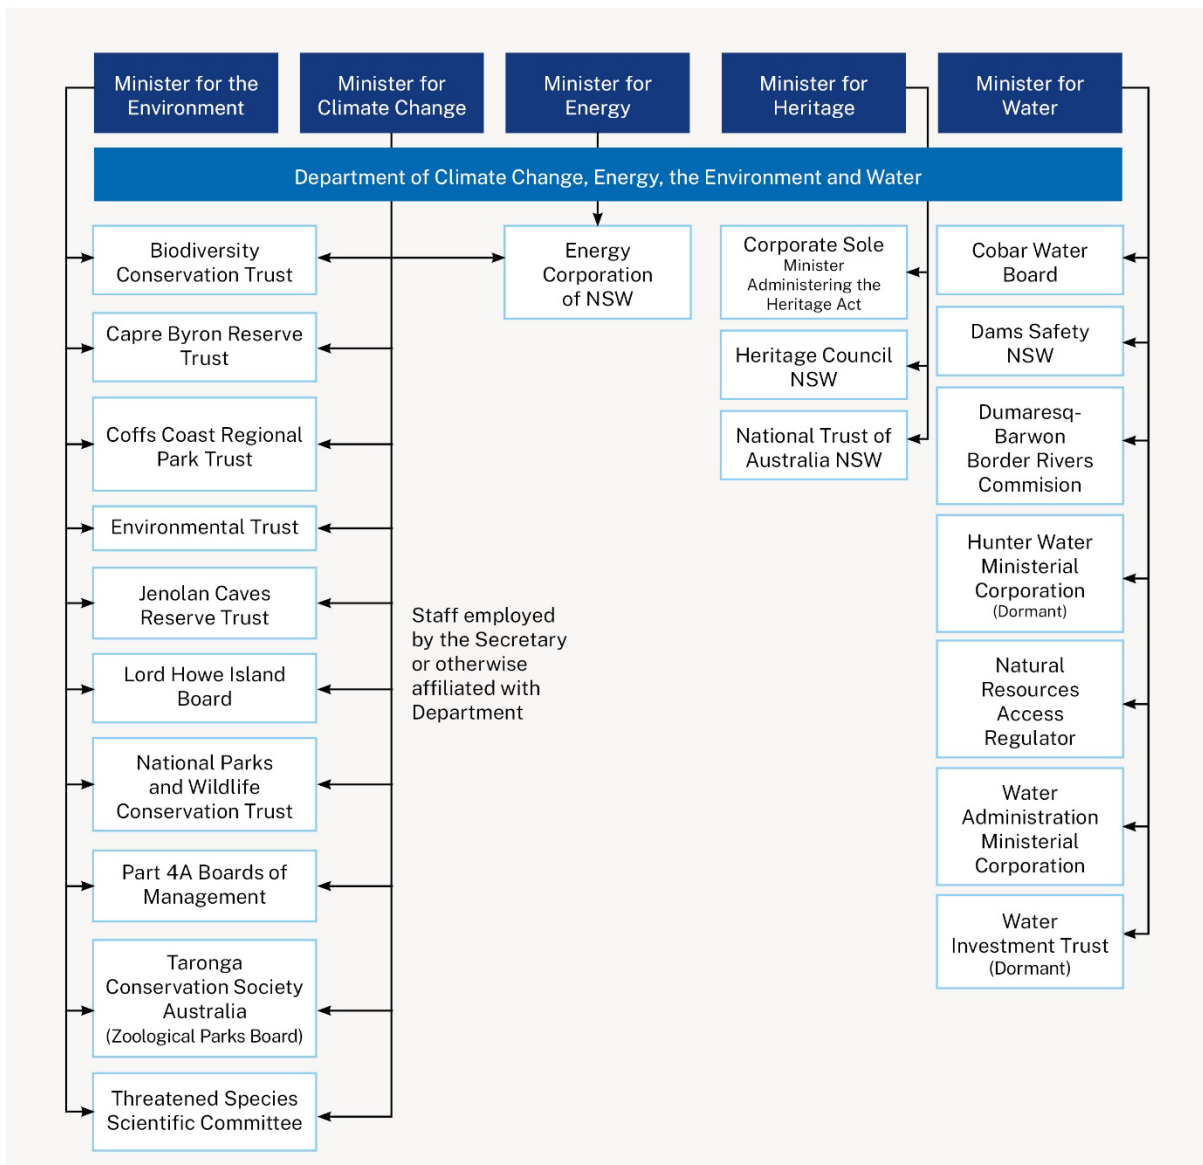 Minister for the
Environment
Minister for
Climate Change
Minister for
Energy
Minister for
Heritage
Minister for
Water
Department of Climate Change, Energy, the Environment and Water
Biodiversity
Conservation Trust
Capre Byron Reserve
Trust
Coffs Coast Regional
Park Trust
Environmental Trust
Jenolan Caves
Reserve Trust
Lord Howe Island
Board
National Parks
and Wildlife
Conservation Trust
Part 4A Boards of
Management
Taronga
Conservation Society
Australia
(Zoological Parks Board)
Threatened Species
Scientific Committee
Staff employed
by the Secretary
or otherwise
affiliated with
Department
Energy
Corporation
of NSW
Corporate Sole
Minister
Administering the
Heritage Act
Heritage Council
NSW
National Trust of
Australia NSW
Cobar Water
Board
Dams Safety
NSW
Dumaresq-
Barwon
Border Rivers
Commision
Hunter Water
Ministerial
Corporation
(Dormant)
Natural
Resources
Access
Regulator
Water
Administration
Ministerial
Corporation
Water
Investment Trust
(Dormant)